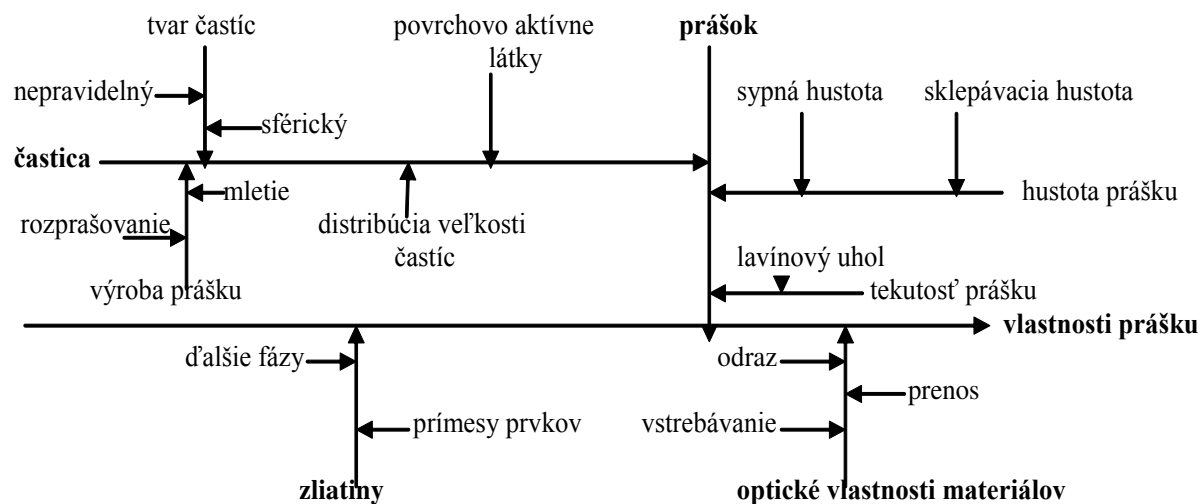 tvar častíc
povrchovo aktívne
látky
prášok
nepravidelný
sypná hustota
sklepávacia hustota
sférický
častica
mletie
hustota prášku
rozprašovanie
distribúcia veľkosti
častíc
lavínový uhol
výroba prášku
tekutosť prášku
vlastnosti prášku
ďalšie fázy
odraz
prenos
prímesy prvkov
vstrebávanie
zliatiny
optické vlastnosti materiálov